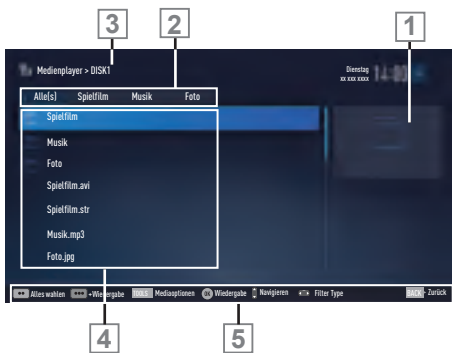 3 2 1
Medienplayer > DISK1
Dienstag
xx xxx xxxx
14:00
Alle[s] Spielfilm Musik Foto
Spielfilm
Musik
Foto
Spielfilm.avi
Spielfilm.str
Musik.mp3
Foto.jpg
Alles wahlen +Wiedergabe TOOLS Mediaoptionen OK Wiedergabe Navigieren Filter Type BACK - Zurück
4 5